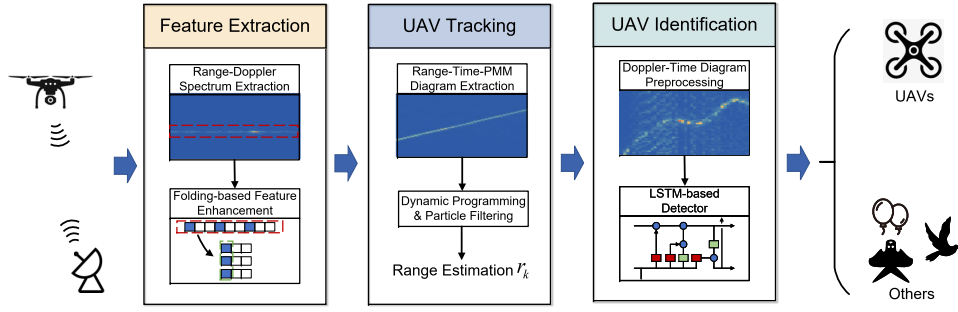 Feature Extraction
Range-Doppler
Spectrum Extraction
Folding-based Feature
Enhancement
UAV Tracking
Range-Time-PMM
Diagram Extraction
Dynamic Programming
& Particle Filtering
Range Estimation r_k
UAV Identification
Doppler-Time Diagram
Preprocessing
LSTM-based
Detector
UAVs
Others